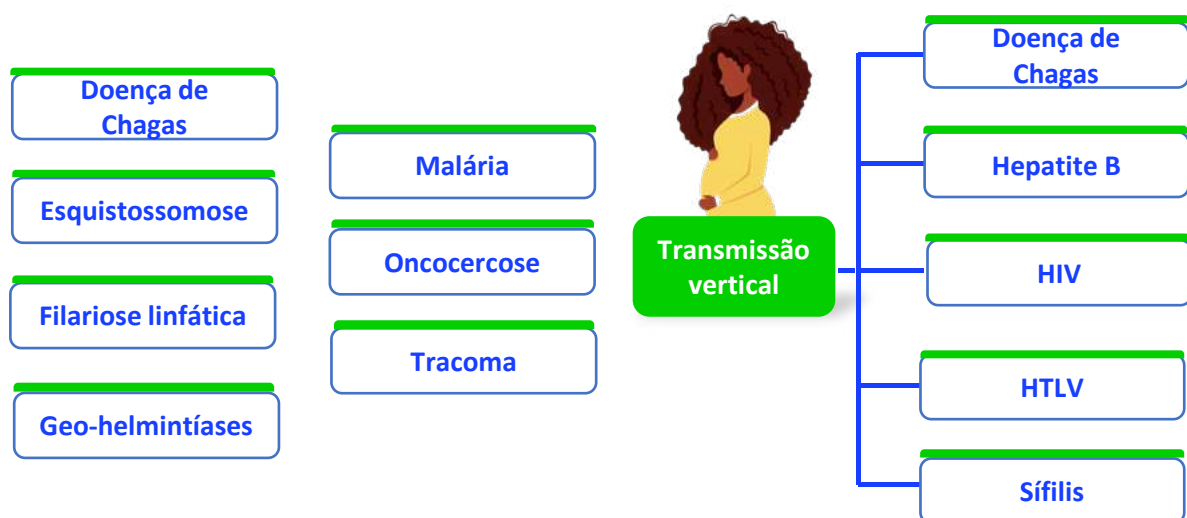 Doença de
Chagas
Esquistossomose
Filariose linfática
Geo-helmintíases
Malária
Oncocercose
Tracoma
Transmissão
vertical
Doença de
Chagas
Hepatite B
HIV
HTLV
Sífilis